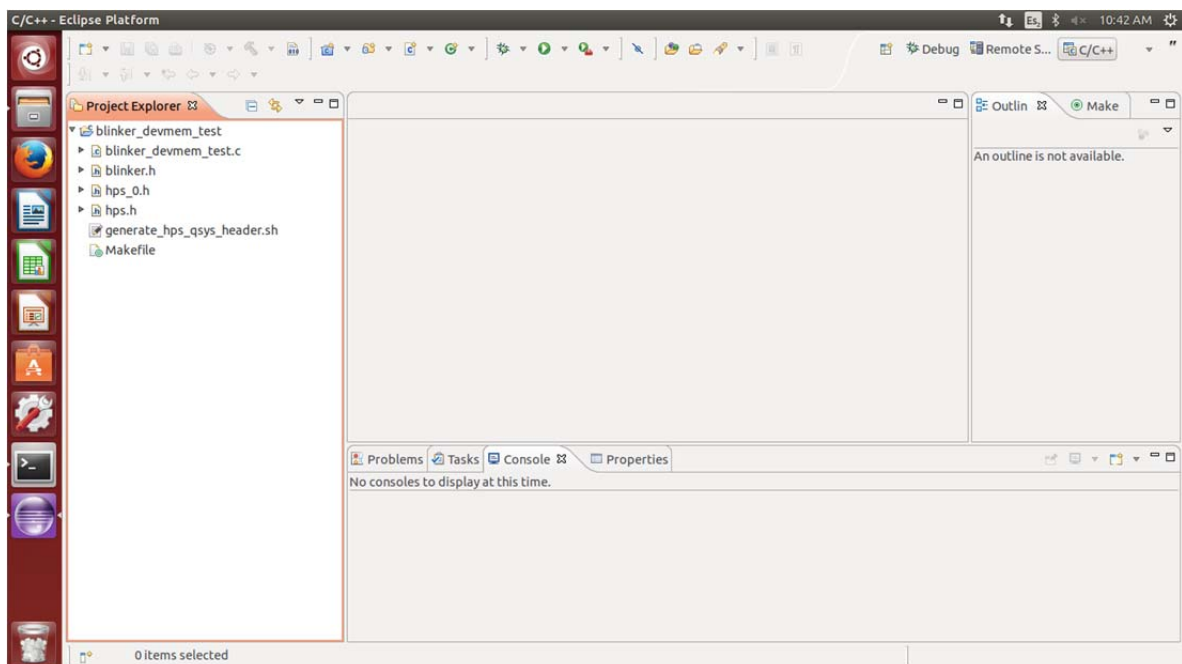 C/C++ - Eclipse Platform
Es2 10:42 AM
Debug Remote S... C/C++ "
Project Explorer
Outlin Make
blinker_devmem_test
blinker_devmem_test.c
An outline is not available.
blinker.h
hps_0.h
hps.h
generate_hps_qsys_header.sh
Makefile
Problems Tasks Console Properties
No consoles to display at this time.
0 items selected